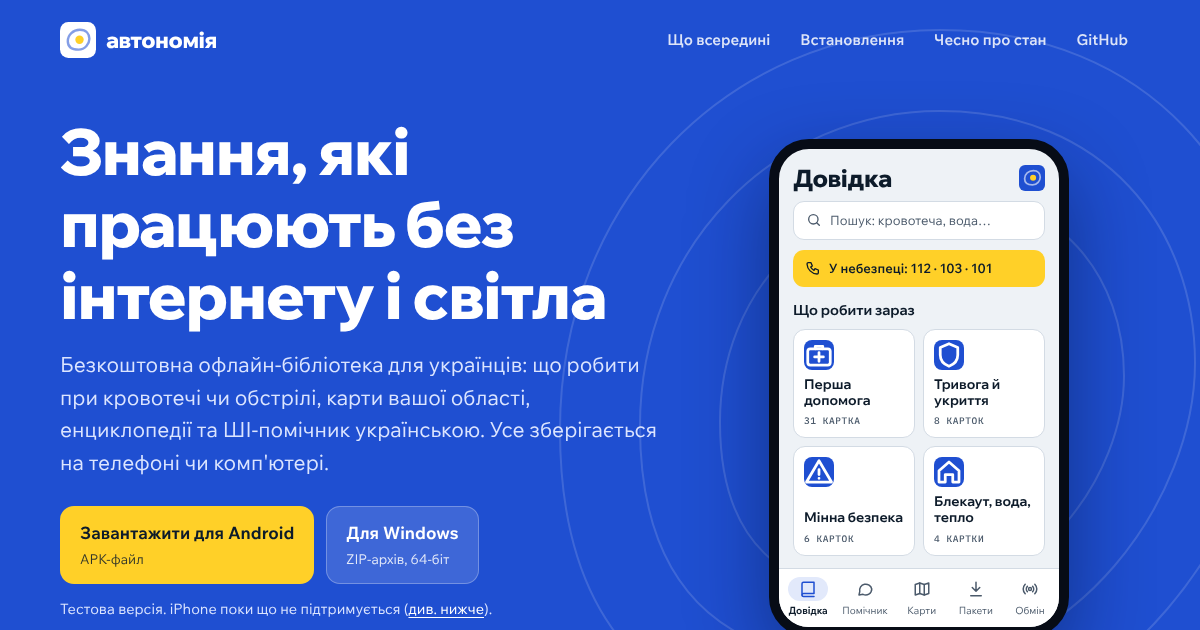 автономія
Що всередині
Встановлення
Чесно про стан
GitHub
Знання, які
працюють без
інтернету і світла
Безкоштовна офлайн-бібліотека для українців: що робити
при кровотечі чи обстрілі, карти вашої області,
енциклопедії та ШІ-помічник українською. Усе зберігається
на телефоні чи комп'ютері.
Завантажити для Android
APK-файл
Для Windows
ZIP-архів, 64-біт
Тестова версія. iPhone поки що не підтримується (див. нижче).
Довідка
Пошук: кровотеча, вода...
У небезпеці: 112 · 103 · 101
Що робити зараз
Перша
допомога
31 КАРТКА
Тривога й
укриття
8 КАРТОК
Мінна безпека
6 КАРТОК
Блекаут, вода,
тепло
4 КАРТКИ
Довідка
Помічник
Карти
Пакети
Обмін